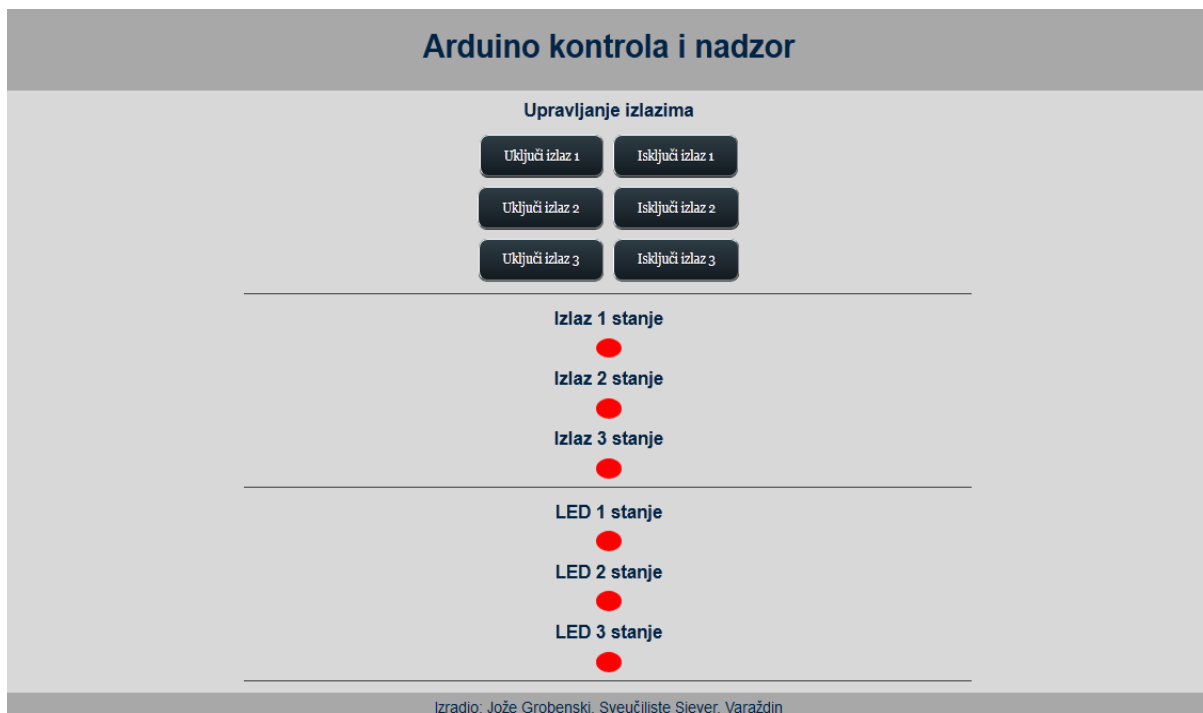 Arduino kontrola i nadzor
Upravljanje izlazima
Uključi izlaz 1 Isključi izlaz 1
Uključi izlaz 2 Isključi izlaz 2
Uključi izlaz 3 Isključi izlaz 3
Izlaz 1 stanje
Izlaz 2 stanje
Izlaz 3 stanje
LED 1 stanje
LED 2 stanje
LED 3 stanje
Izradio: Jože Grobenski, Sveučiliste Sjever, Varaždin